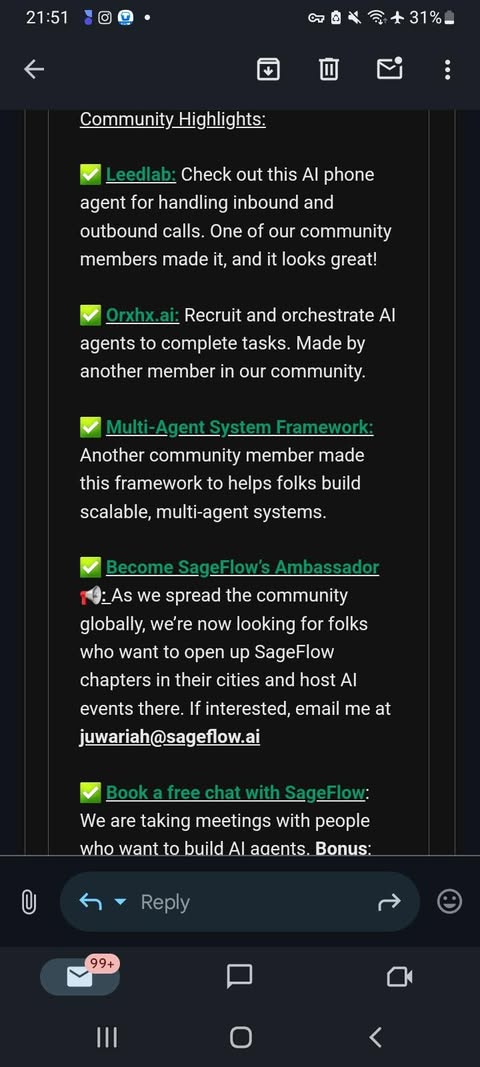 21:51
31%
Community Highlights:
✅ Leedlab: Check out this AI phone
agent for handling inbound and
outbound calls. One of our community
members made it, and it looks great!
✅ Orxhx.ai: Recruit and orchestrate AI
agents to complete tasks. Made by
another member in our community.
✅ Multi-Agent System Framework:
Another community member made
this framework to helps folks build
scalable, multi-agent systems.
✅ Become SageFlow’s Ambassador
📢: As we spread the community
globally, we’re now looking for folks
who want to open up SageFlow
chapters in their cities and host AI
events there. If interested, email me at
juwariah@sageflow.ai
✅ Book a free chat with SageFlow:
We are taking meetings with people
who want to build AI agents. Bonus:
Reply
99+